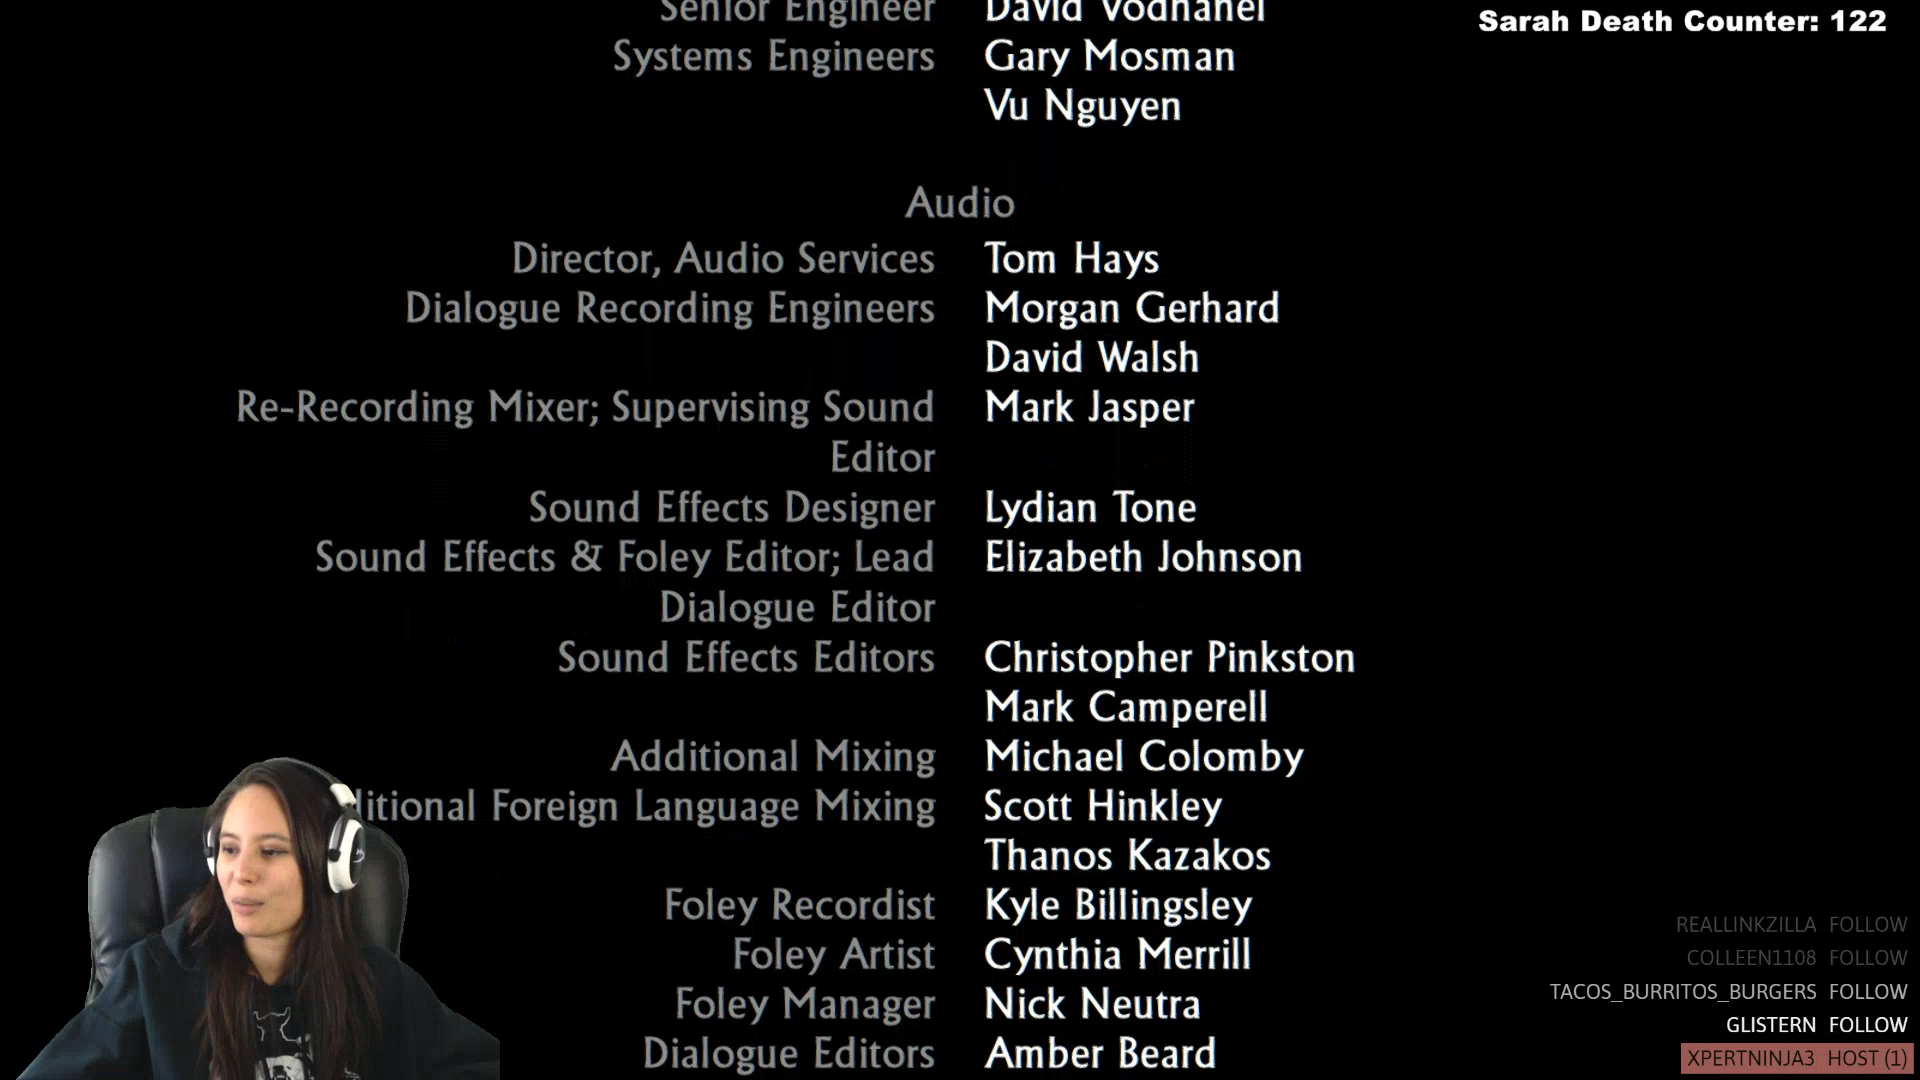 Senior Engineer David Vodhanel
Sarah Death Counter: 122
Systems Engineers Gary Mosman
Vu Nguyen
Audio
Director, Audio Services Tom Hays
Dialogue Recording Engineers Morgan Gerhard
David Walsh
Re-Recording Mixer; Supervising Sound Mark Jasper
Editor
Sound Effects Designer Lydian Tone
Sound Effects & Foley Editor; Lead Elizabeth Johnson
Dialogue Editor
Sound Effects Editors Christopher Pinkston
Mark Camperell
Additional Mixing Michael Colomby
Foreign Language Mixing Scott Hinkley
Thanos Kazakos
Foley Recordist Kyle Billingsley
Foley Artist Cynthia Merrill
Foley Manager Nick Neutra
Dialogue Editors Amber Beard
REALLINKZILLA FOLLOW
COLLEEN1108 FOLLOW
TACOS_BURRITOS_BURGERS FOLLOW
GLISTERN FOLLOW
XPERTNINJA3 HOST (1)